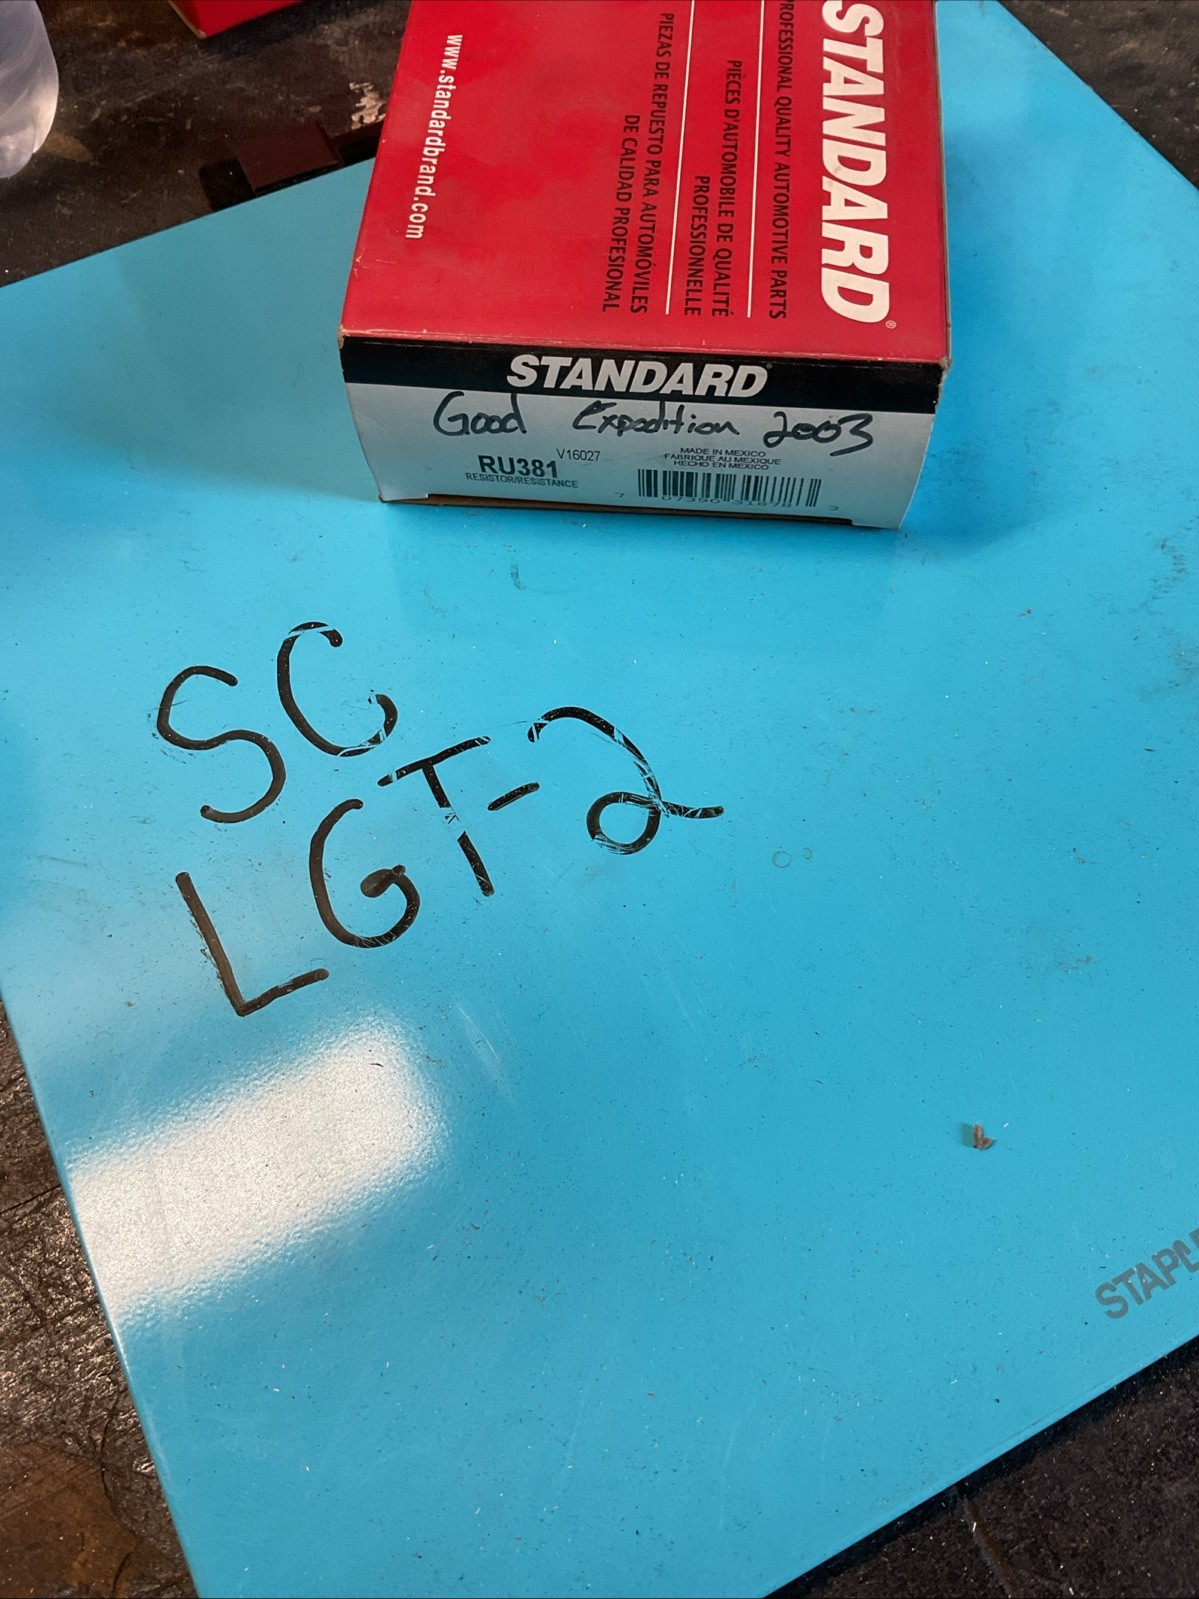 STANDARD®
PROFESSIONAL QUALITY AUTOMOTIVE PARTS
PIÈCES D'AUTOMOBILE DE QUALITÉ
PROFESSIONNELLE
PIEZAS DE REPUESTO PARA AUTOMÓVILES
DE CALIDAD PROFESIONAL
www.standardbrand.com
STANDARD
Good Expedition 2003
V16027
RU381
RESISTOR/RESISTANCE
MADE IN MEXICO
FABRIQUE AU MEXIQUE
HECHO EN MEXICO
SC
LGT-2